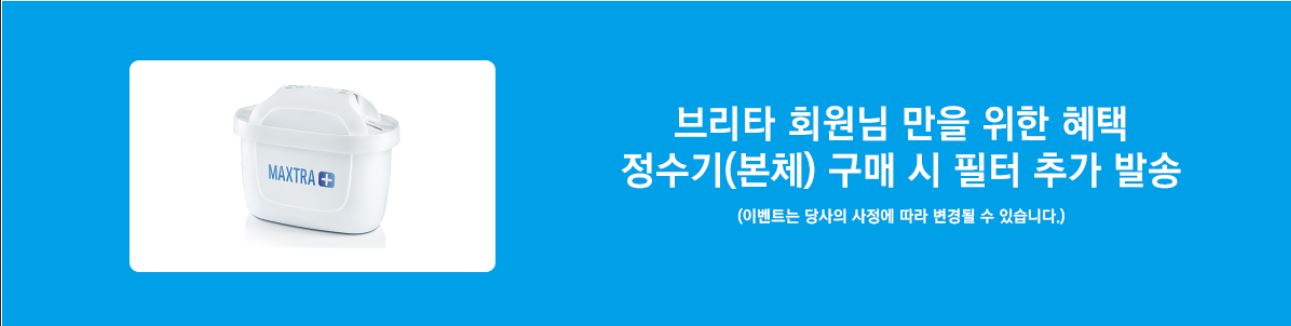 MAXTRA+
브리타 회원님 만을 위한 혜택
정수기(본체) 구매 시 필터 추가 발송
(이벤트는 당사의 사정에 따라 변경될 수 있습니다.)